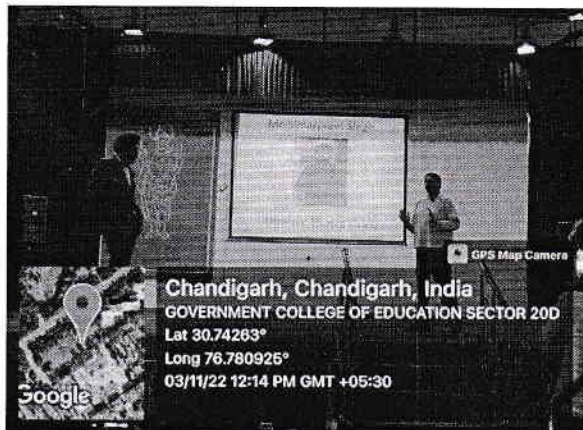 GPS Map Camera
Chandigarh, Chandigarh, India
GOVERNMENT COLLEGE OF EDUCATION SECTOR 20D
Lat 30.74263°
Long 76.780925°
03/11/22 12:14 PM GMT +05:30
Google